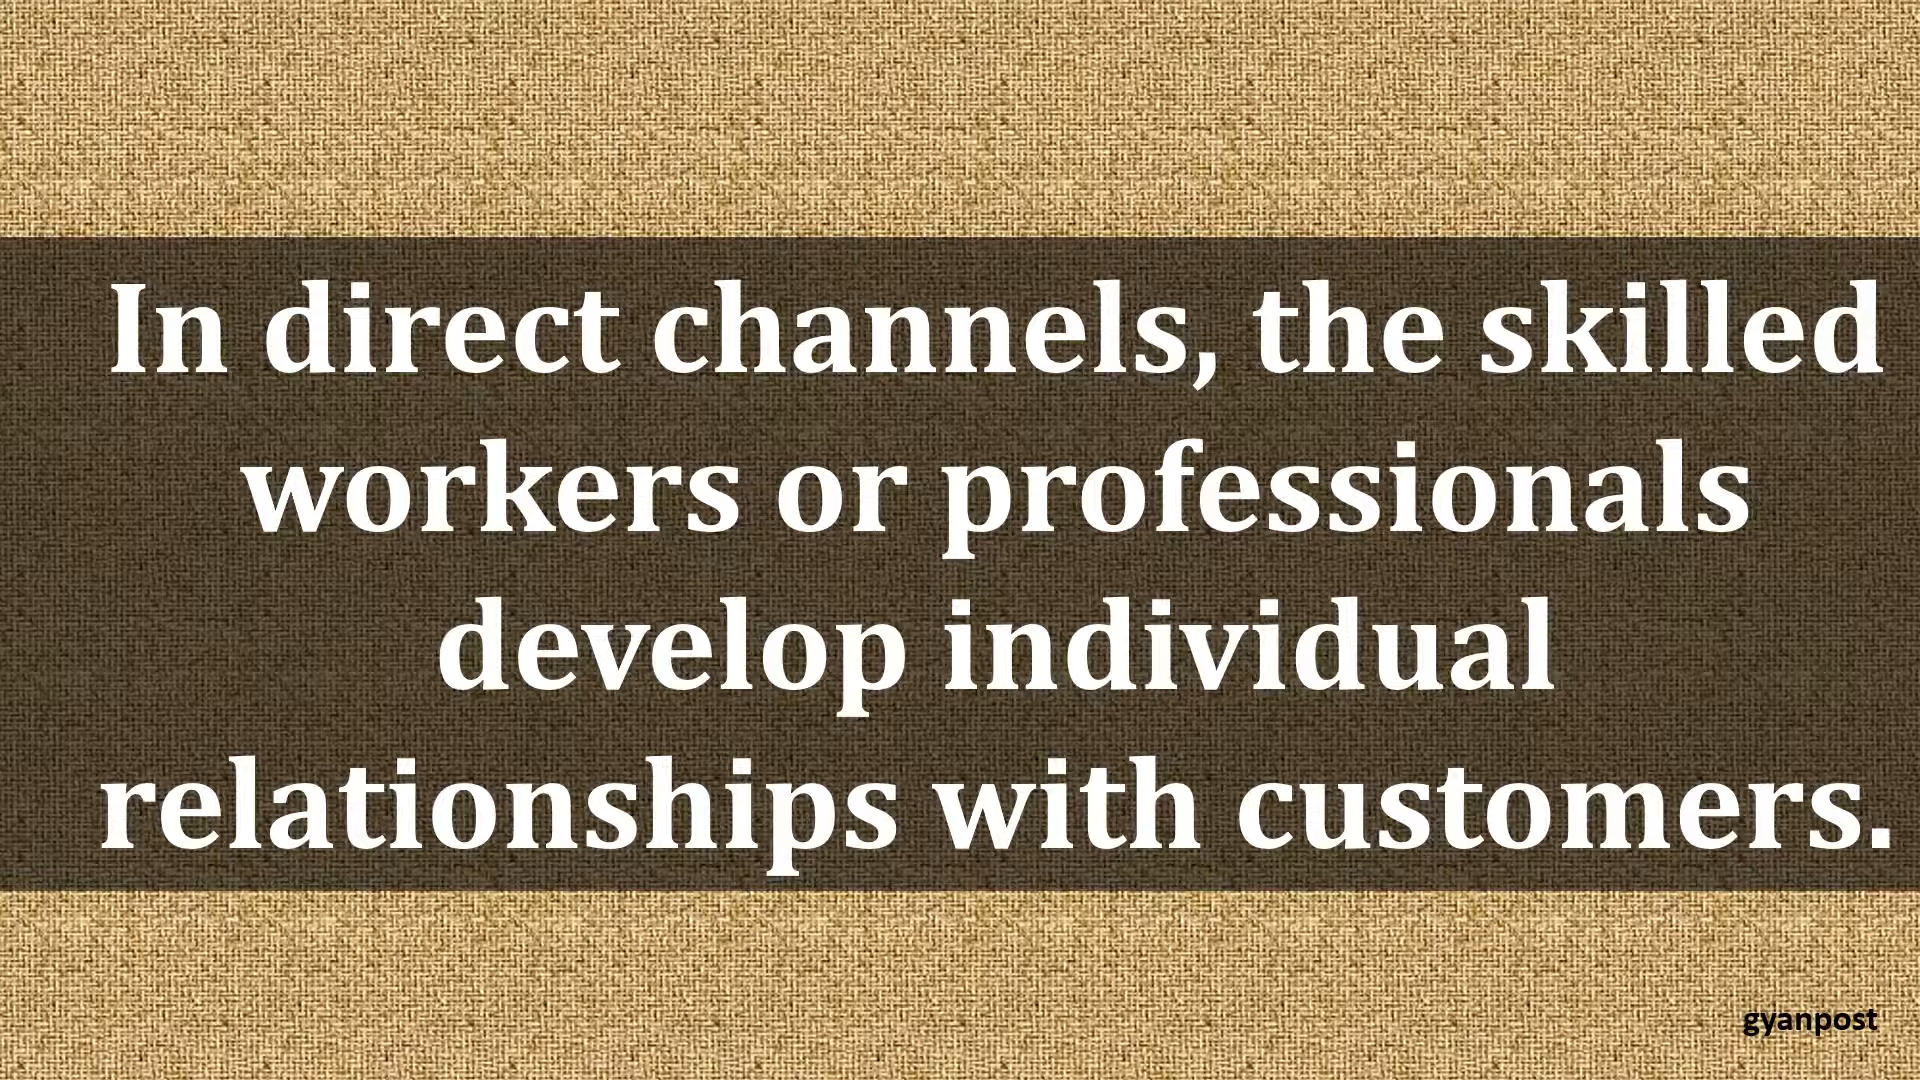 In direct channels, the skilled
workers or professionals
develop individual
relationships with customers.
gyanpost